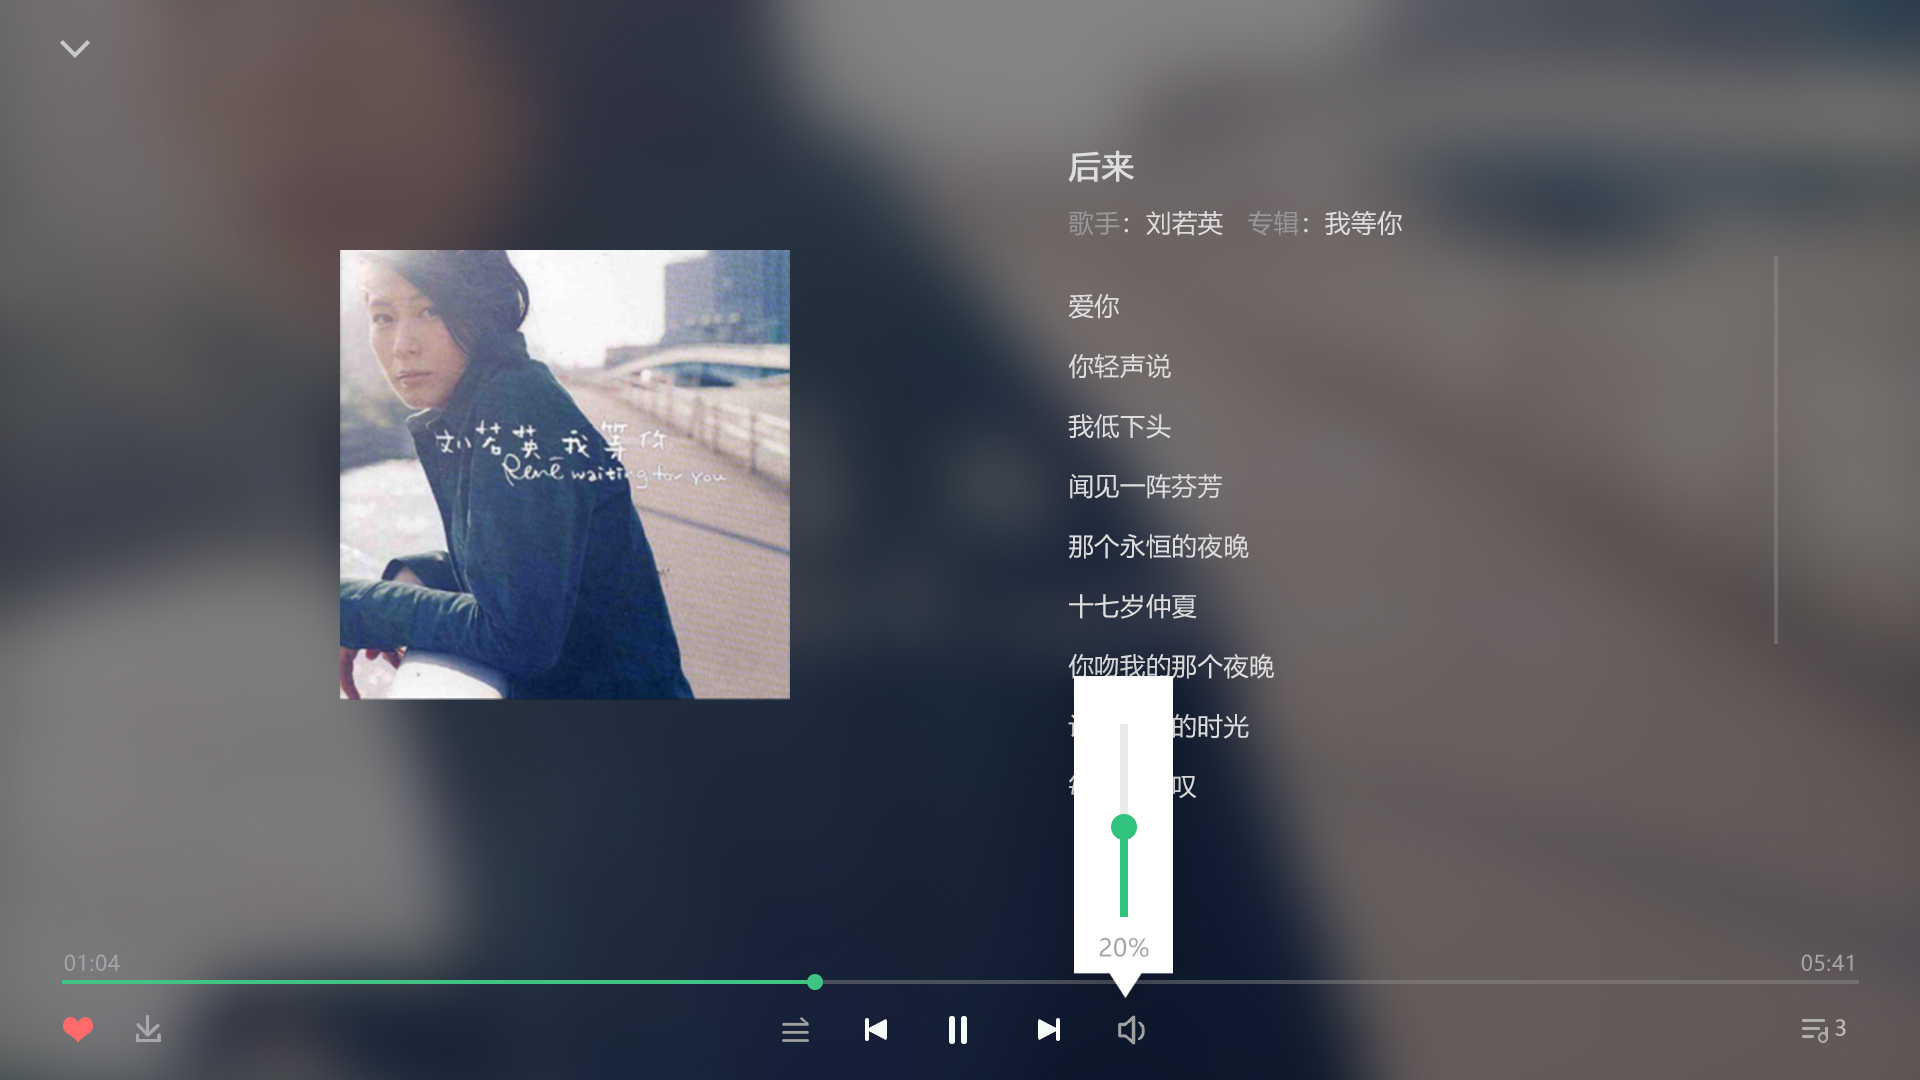 后来
歌手：刘若英 专辑：我等你
刘若英_我等你
René waiting for you
爱你
你轻声说
我低下头
闻见一阵芬芳
那个永恒的夜晚
十七岁仲夏
你吻我的那个夜晚
的时光
叹
20%
01:04
05:41
3